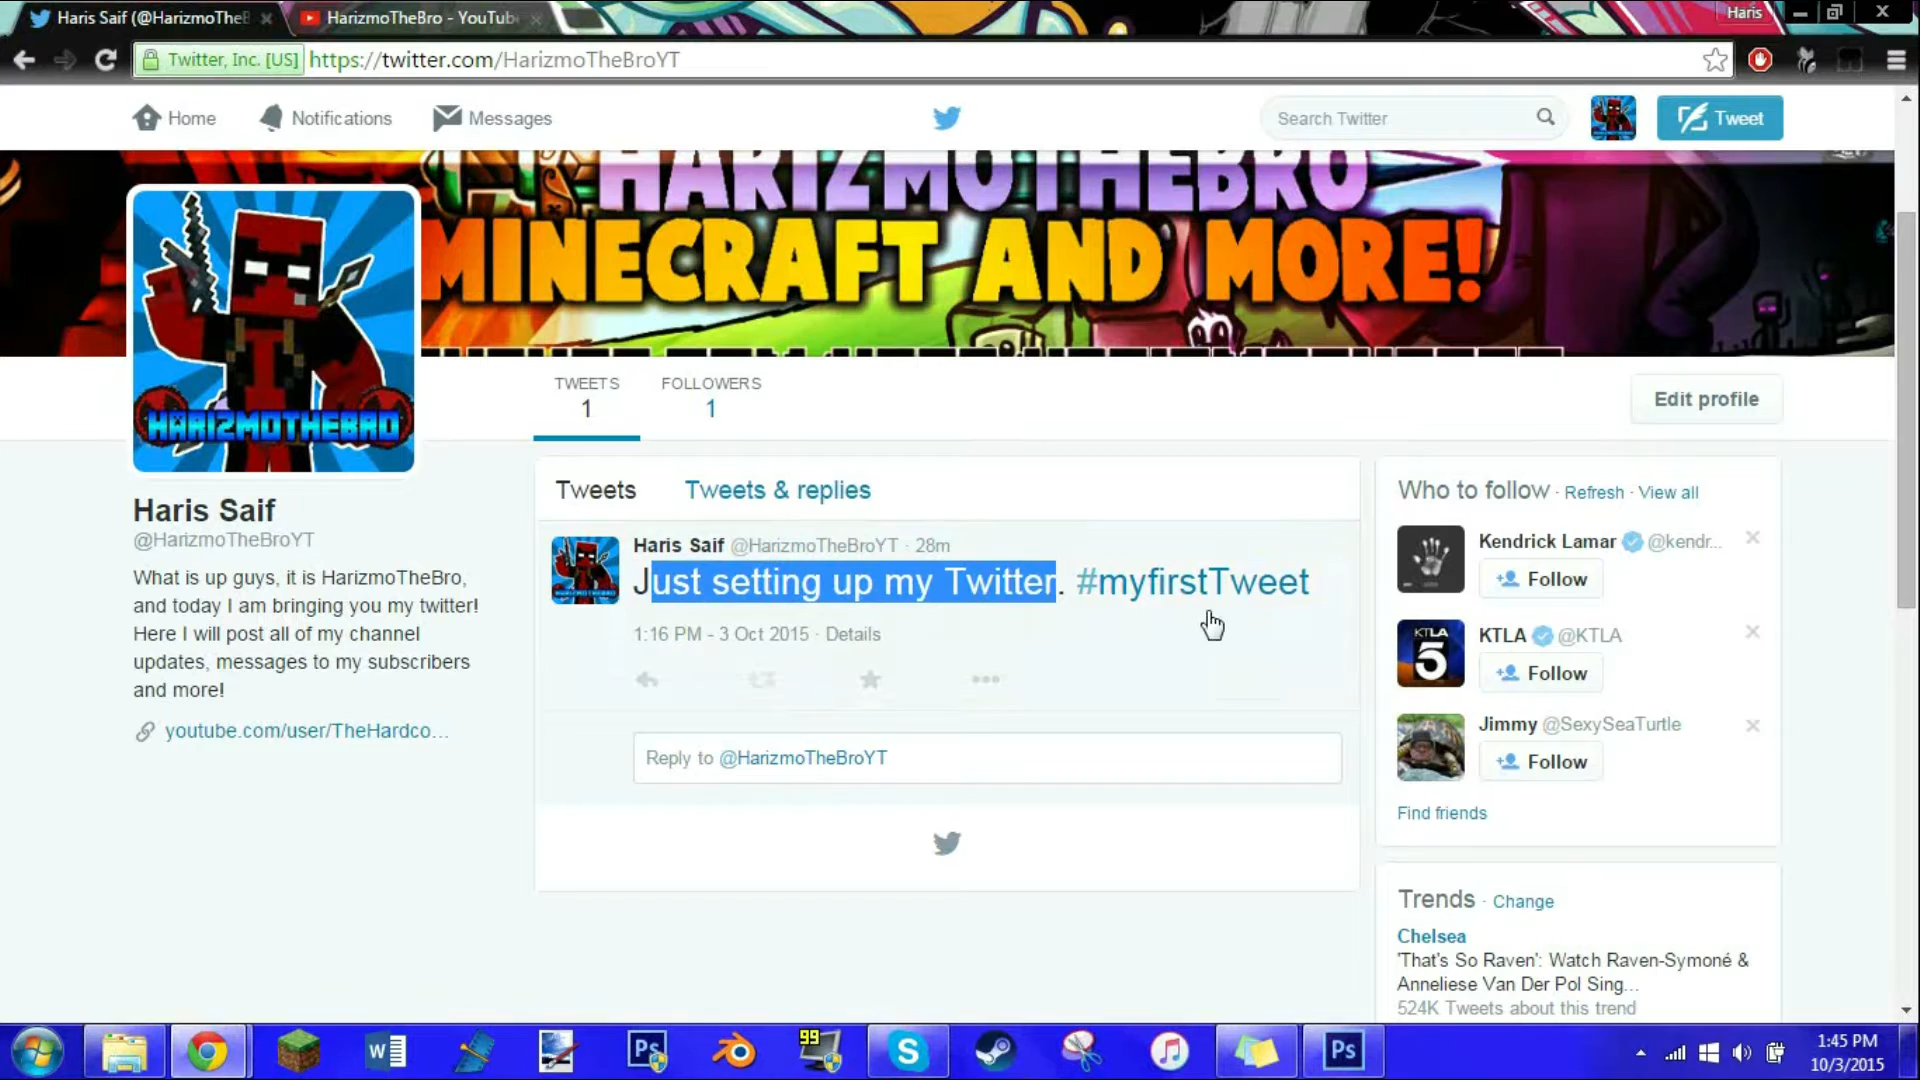 Haris Saif (@HarizmoTheB
HarizmoTheBro - YouTub
Haris
Twitter, Inc. [US]
https://twitter.com/HarizmoTheBroYT
Home
Notifications
Messages
Search Twitter
Tweet
HARIZMOTHEBRO
MINECRAFT AND MORE!
HARIZMOTHEBRO
TWEETS
1
FOLLOWERS
1
Edit profile
Haris Saif
@HarizmoTheBroYT
What is up guys, it is HarizmoTheBro,
and today I am bringing you my twitter!
Here I will post all of my channel
updates, messages to my subscribers
and more!
youtube.com/user/TheHardco...
Tweets
Tweets & replies
Haris Saif @HarizmoTheBroYT · 28m
Just setting up my Twitter. #myfirstTweet
1:16 PM - 3 Oct 2015 · Details
Reply to @HarizmoTheBroYT
Who to follow · Refresh · View all
Kendrick Lamar @kendr...
Follow
KTLA @KTLA
KTLA
5
Follow
Jimmy @SexySeaTurtle
Follow
Find friends
Trends · Change
Chelsea
'That's So Raven': Watch Raven-Symoné &
Anneliese Van Der Pol Sing...
524K Tweets about this trend
W
Ps
99
S
Ps
1:45 PM
10/3/2015